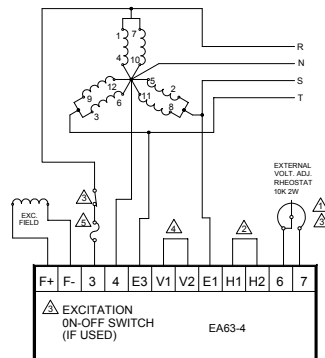 1 7
4 10
R
N
S
T
9 12
3 6
5 2
11 8
EXC.
FIELD
3
5
4
2
EXTERNAL
VOLT. ADJ.
RHEOSTAT
10K 2W
1
3
F+ F- 3 4 E3 V1 V2 E1 H1 H2 6 7
3 EXCITATION
0N-OFF SWITCH
(IF USED)
EA63-4